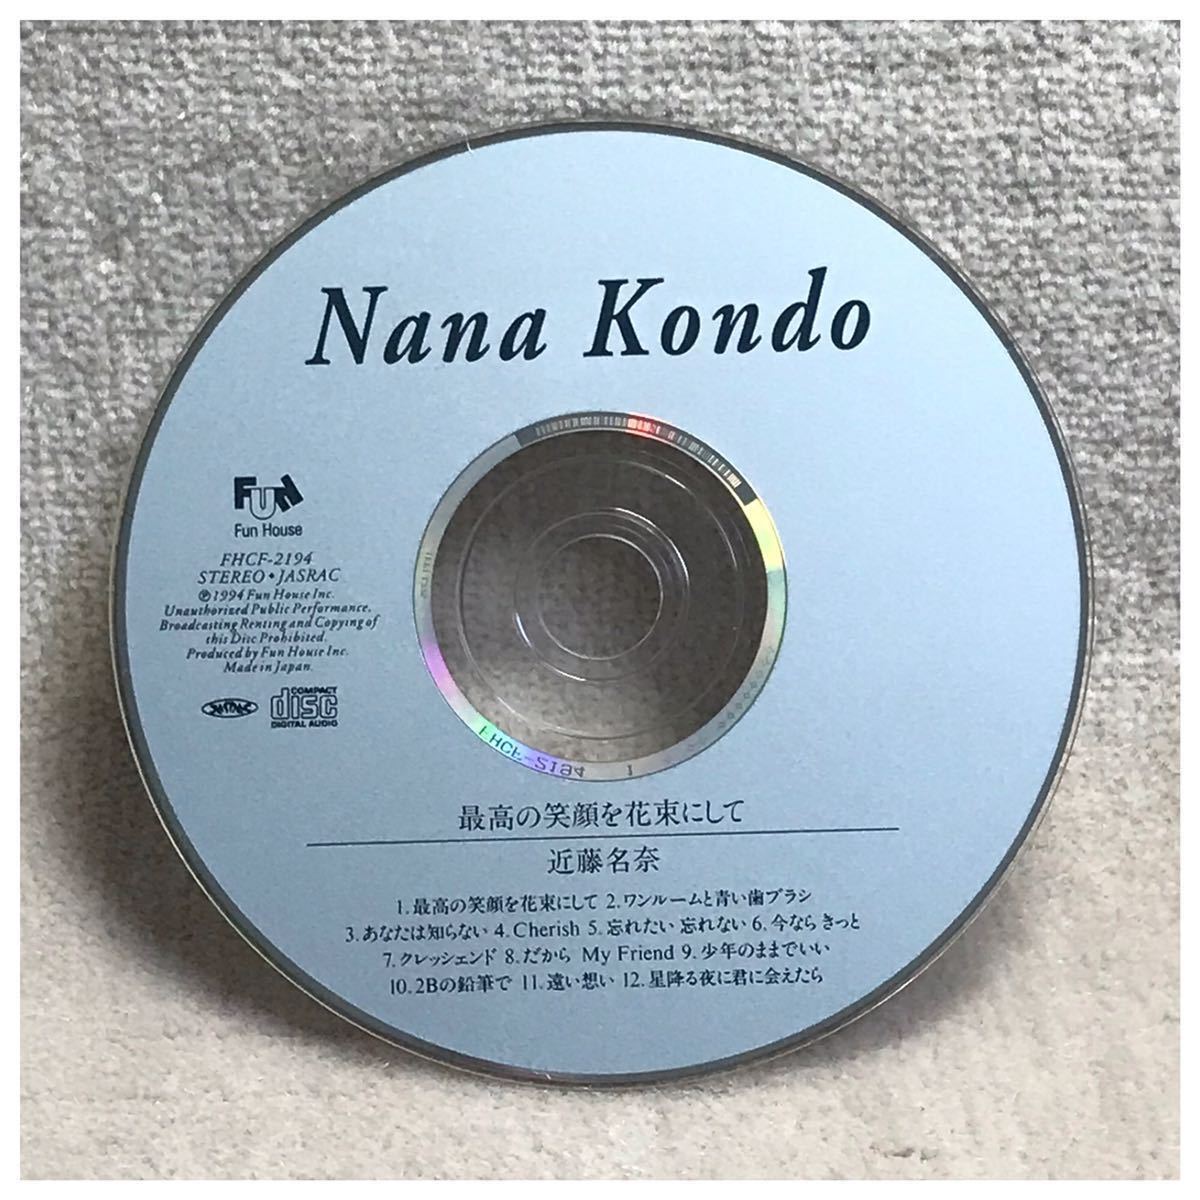 Nana Kondo
Fun
Fun House
FHCF-2194
STEREO・JASRAC
Ⓟ1994 Fun House Inc.
Unauthorized Public Performance,
Broadcasting Renting and Copying of
this Disc Prohibited.
Produced by Fun House Inc.
Made in Japan.
COMPACT
disc
DIGITAL AUDIO
FHCF-2194 1
最高の笑顔を花束にして
近藤名奈
1. 最高の笑顔を花束にして 2. ワンルームと青い歯ブラシ
3. あなたは知らない 4. Cherish 5. 忘れたい 忘れない 6. 今なら きっと
7. クレッシェンド 8. だから My Friend 9. 少年のままでいい
10. 2Bの鉛筆で 11. 遠い想い 12. 星降る夜に君に会えたら